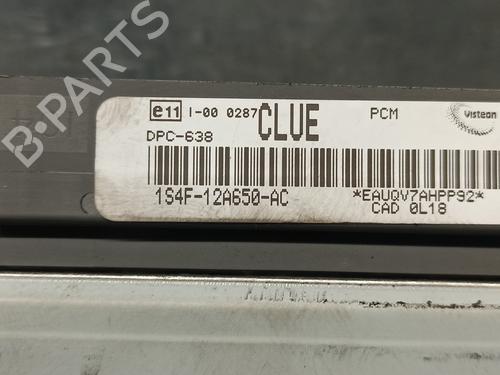 e11 I-00 0287 CLUE PCM Visteon
DPC-638
1S4F-12A650-AC *EAUQV7AHPP92*
CAD 0L18
B-PARTS